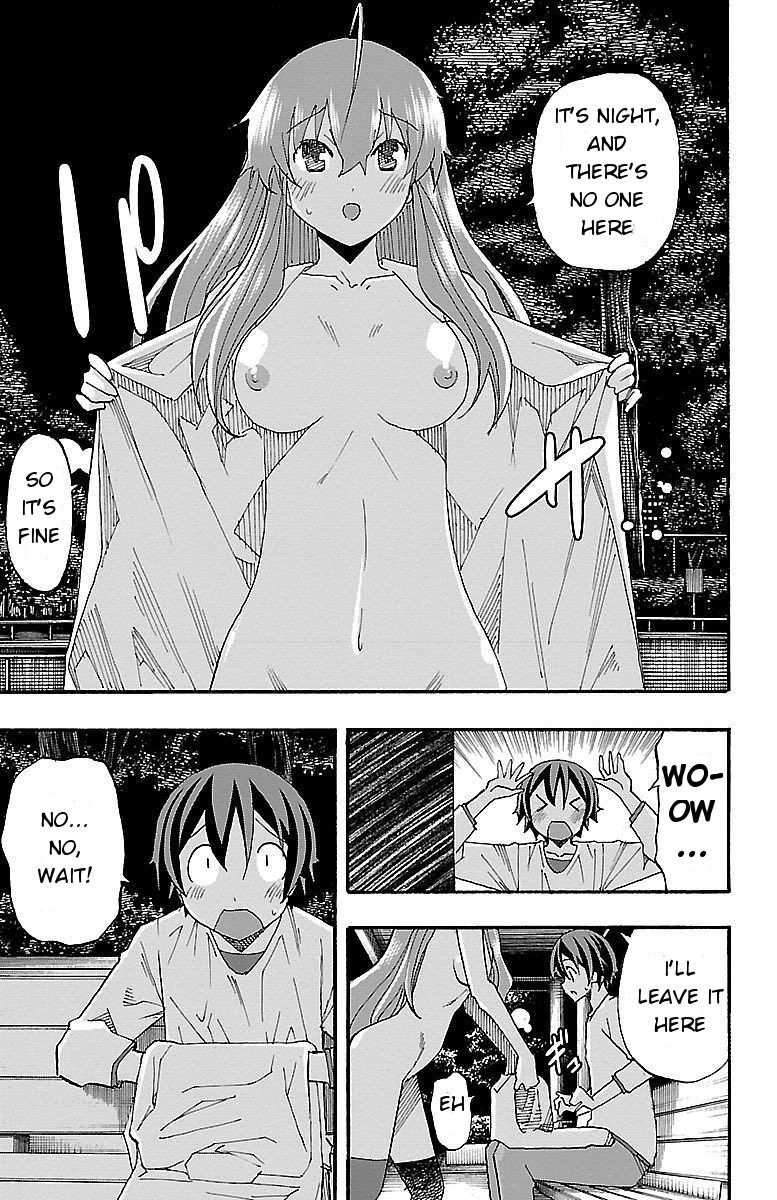 IT'S NIGHT,
AND
THERE'S
NO ONE
HERE
SO
IT'S
FINE
WO-
OW
...
I'LL
LEAVE IT
HERE
EH
NO...
NO,
WAIT!